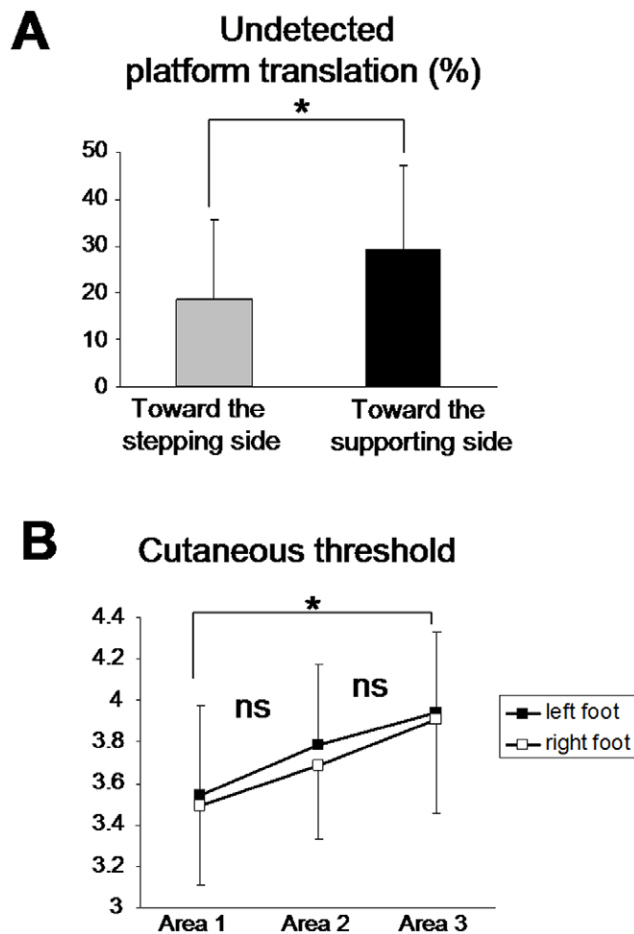 A
Undetected
platform translation (%)
*
50
40
30
20
10
0
Toward the
stepping side
Toward the
supporting side
B
Cutaneous threshold
*
4.4
4.2
4
3.8
3.6
3.4
3.2
3
ns
ns
left foot
right foot
Area 1
Area 2
Area 3